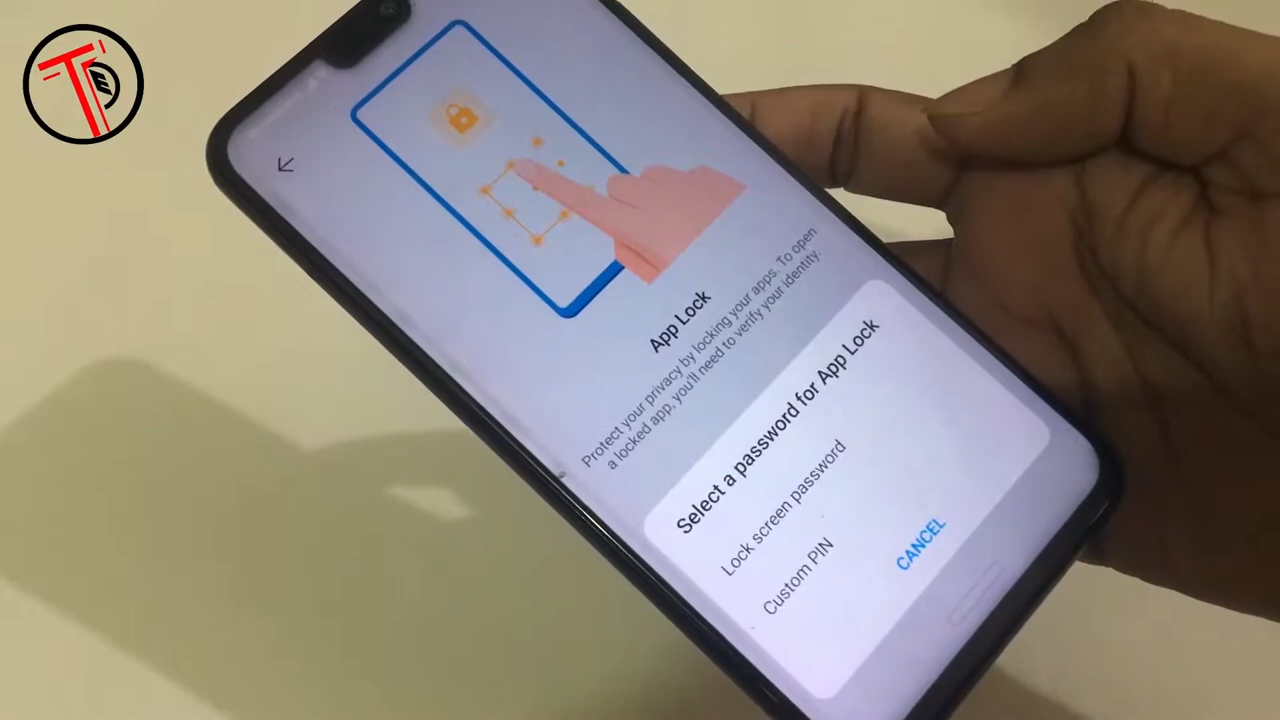 App Lock
Protect your privacy by locking your apps. To open
a locked app, you'll need to verify your identity.
Select a password for App Lock
Lock screen password
Custom PIN
CANCEL